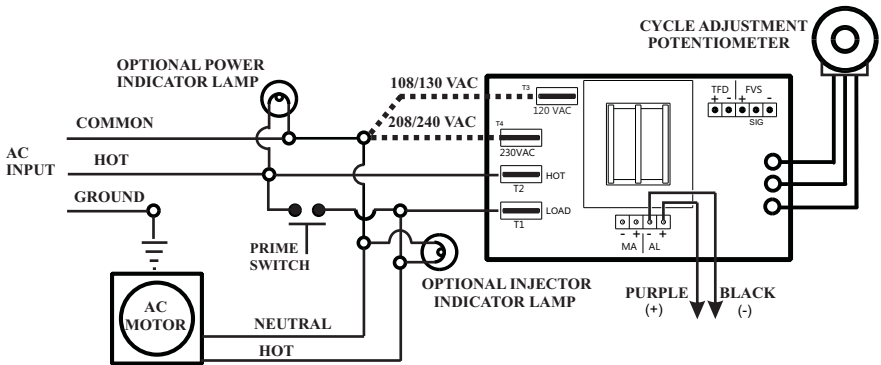 CYCLE ADJUSTMENT
POTENTIOMETER
OPTIONAL POWER
INDICATOR LAMP
108/130 VAC
T3
120 VAC
TFD
FVS
+ - + -
SIG
COMMON
208/240 VAC
T4
230VAC
AC
INPUT
HOT
HOT
T2
GROUND
LOAD
T1
- + - +
MA
AL
PRIME
SWITCH
OPTIONAL INJECTOR
INDICATOR LAMP
PURPLE
(+)
BLACK
(-)
AC
MOTOR
NEUTRAL
HOT